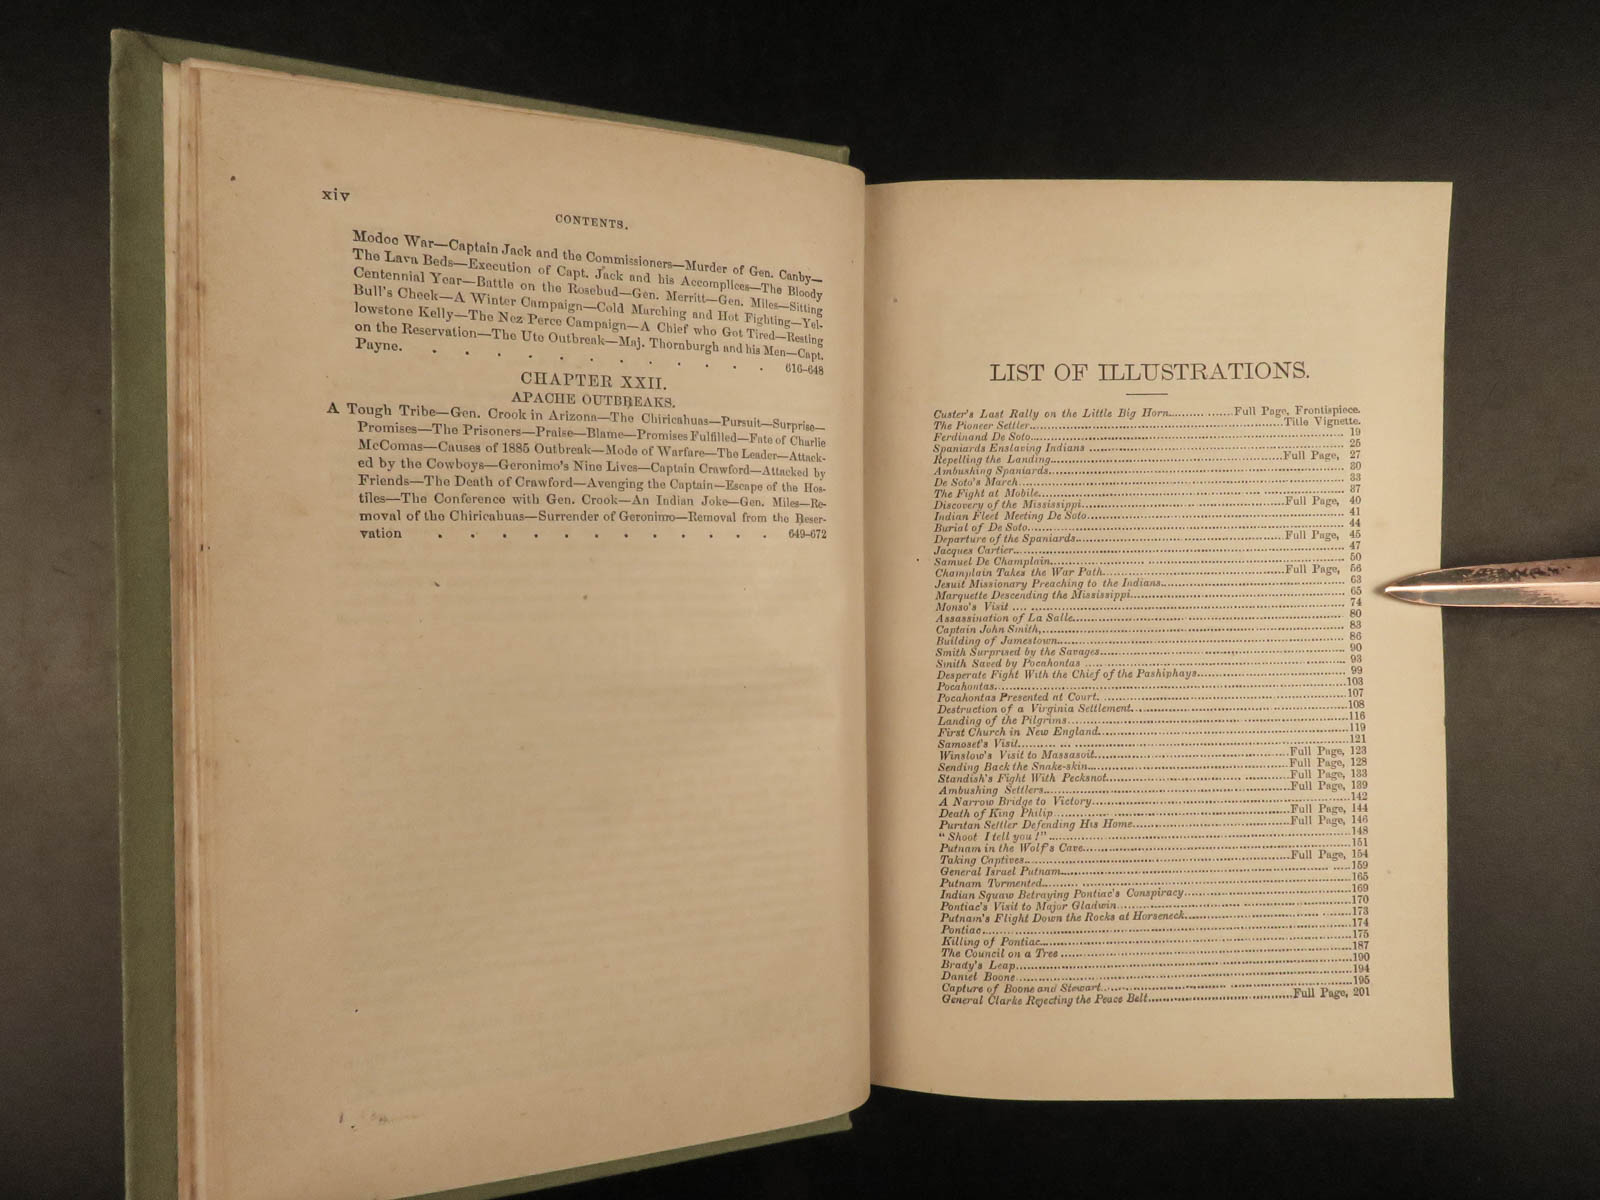 xiv
CONTENTS.
Modoc War—Captain Jack and the Commissioners—Murder of Gen. Canby—
The Lava Beds—Execution of Capt. Jack and his Accomplices—The Bloody
Centennial Year—Battle on the Rosebud—Gen. Merritt—Gen. Miles—Sitting
Bull's Cheek—A Winter Campaign—Cold Marching and Hot Fighting—Yel-
lowstone Kelly—The Nez Perce Campaign—A Chief who Got Tired—Resting
on the Reservation—The Ute Outbreak—Maj. Thornburgh and his Men—Capt.
Payne. . . . . . . . . . . . 616-648
CHAPTER XXII.
APACHE OUTBREAKS.
A Tough Tribe—Gen. Crook in Arizona—The Chiricahuas—Pursuit—Surprise—
Promises—The Prisoners—Praise—Blame—Promises Fulfilled—Fate of Charlie
McComas—Causes of 1885 Outbreak—Mode of Warfare—The Leader—Attack-
ed by the Cowboys—Geronimo's Nine Lives—Captain Crawford—Attacked by
Friends—The Death of Crawford—Avenging the Captain—Escape of the Hos-
tiles—The Conference with Gen. Crook—An Indian Joke—Gen. Miles—Re-
moval of the Chiricahuas—Surrender of Geronimo—Removal from the Reser-
vation . . . . . . . . . . . 649-672
LIST OF ILLUSTRATIONS.
Custer's Last Rally on the Little Big Horn.............Full Page, Frontispiece.
The Pioneer Settler.............Title Vignette.
Ferdinand De Soto............. 19
Spaniards Enslaving Indians ............. 25
Repelling the Landing.............Full Page, 27
Ambushing Spaniards............. 30
De Soto's March............. 33
The Fight at Mobile............. 37
Discovery of the Mississippi.............Full Page, 40
Indian Fleet Meeting De Soto............. 41
Burial of De Soto............. 44
Departure of the Spaniards.............Full Page, 45
Jacques Cartier............. 47
Samuel De Champlain............. 50
Champlain Takes the War Path.............Full Page, 56
Jesuit Missionary Preaching to the Indians............. 63
Marquette Descending the Mississippi............. 65
Monso's Visit ............. 74
Assassination of La Salle............. 80
Captain John Smith,............. 83
Building of Jamestown............. 86
Smith Surprised by the Savages............. 90
Smith Saved by Pocahontas ............. 93
Desperate Fight With the Chief of the Pashiphays............. 99
Pocahontas.............103
Pocahontas Presented at Court.............107
Destruction of a Virginia Settlement.............108
Landing of the Pilgrims.............116
First Church in New England.............119
Samoset's Visit.............121
Winslow's Visit to Massasoit.............Full Page, 123
Sending Back the Snake-skin.............Full Page, 128
Standish's Fight With Pecksnot.............Full Page, 133
Ambushing Settlers.............Full Page, 139
A Narrow Bridge to Victory.............142
Death of King Philip.............Full Page, 144
Puritan Settler Defending His Home.............Full Page, 146
"Shoot I tell you!".............148
Putnam in the Wolf's Cave.............151
Taking Captives.............Full Page, 154
General Israel Putnam.............159
Putnam Tormented.............165
Indian Squaw Betraying Pontiac's Conspiracy.............169
Pontiac's Visit to Major Gladwin.............170
Putnam's Flight Down the Rocks at Horseneck.............173
Pontiac.............174
Killing of Pontiac.............175
The Council on a Tree.............187
Brady's Leap.............190
Daniel Boone.............194
Capture of Boone and Stewart.............195
General Clarke Rejecting the Peace Belt.............Full Page, 201